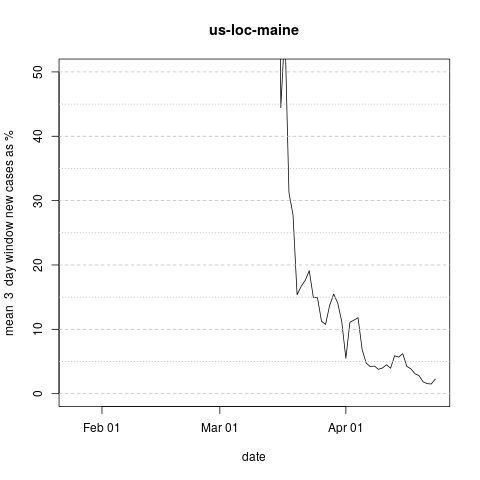 us-loc-maine
mean  3  day window new cases as %
50
40
30
20
10
0
Feb 01
Mar 01
Apr 01
date